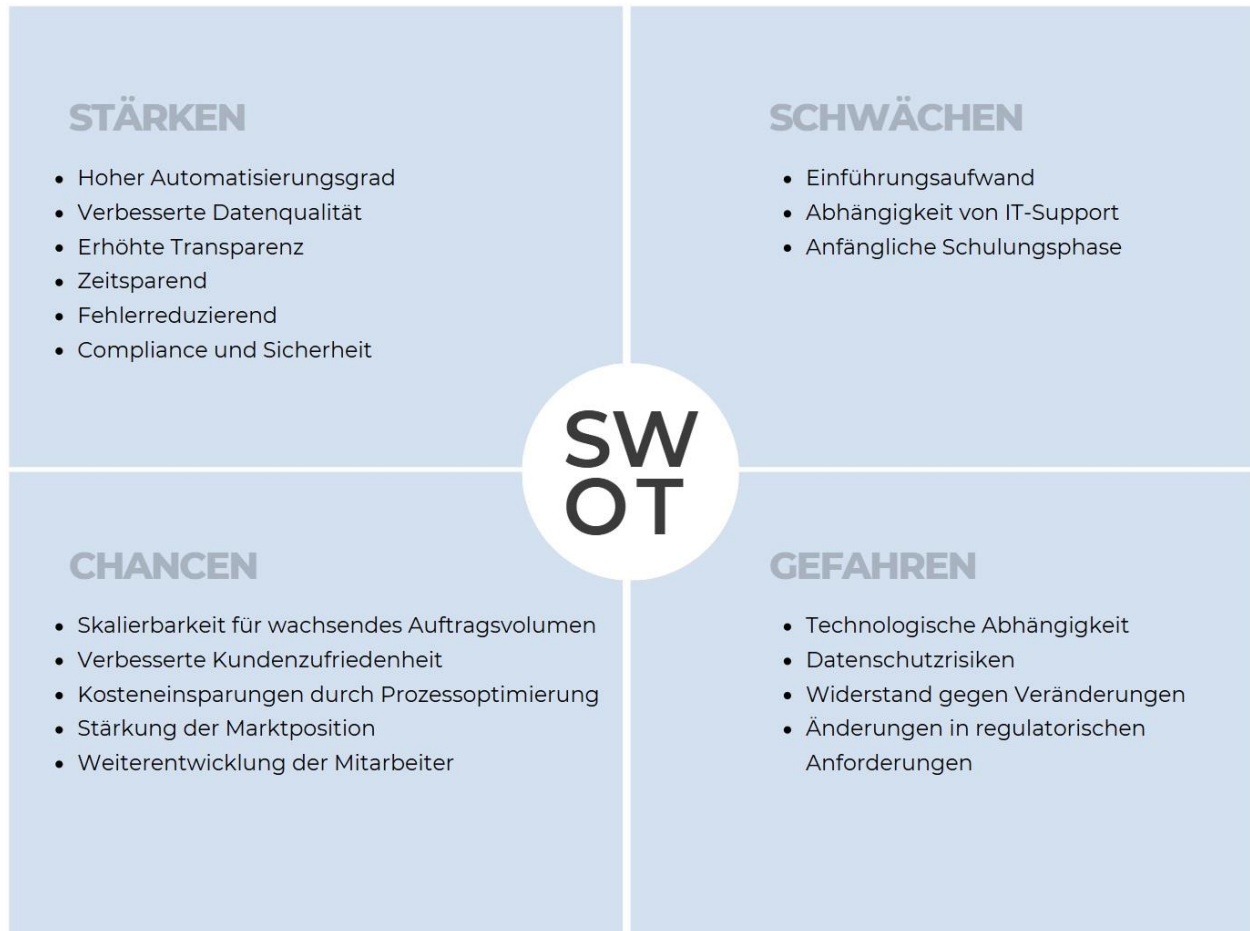 STÄRKEN
• Hoher Automatisierungsgrad
• Verbesserte Datenqualität
• Erhöhte Transparenz
• Zeitsparend
• Fehlerreduzierend
• Compliance und Sicherheit
SCHWÄCHEN
• Einführungsaufwand
• Abhängigkeit von IT-Support
• Anfängliche Schulungsphase
SW
OT
CHANCEN
• Skalierbarkeit für wachsendes Auftragsvolumen
• Verbesserte Kundenzufriedenheit
• Kosteneinsparungen durch Prozessoptimierung
• Stärkung der Marktposition
• Weiterentwicklung der Mitarbeiter
GEFAHREN
• Technologische Abhängigkeit
• Datenschutzrisiken
• Widerstand gegen Veränderungen
• Änderungen in regulatorischen
Anforderungen